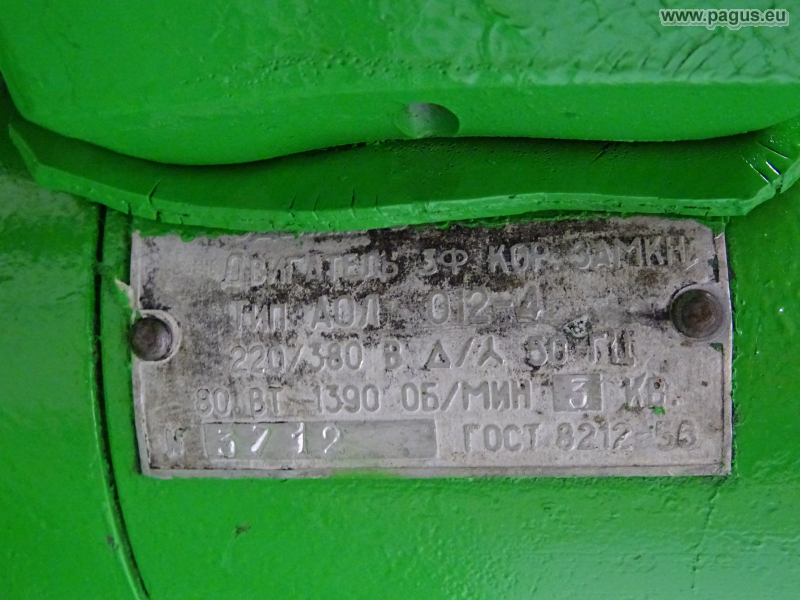 www.pagus.eu
ДВИГАТЕЛЬ 3Ф. КОР. ЗАМКН.
ТИП АОЛ 012-4
220/380 В Δ/⅄ 50 ГЦ
80 ВТ 1390 ОБ/МИН 3 КВ.
№ 5712 ГОСТ 8212-56